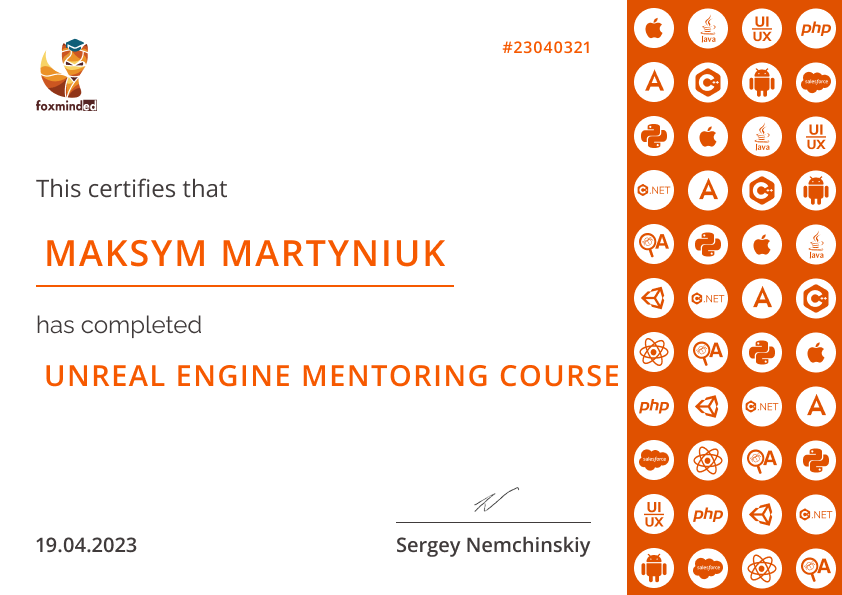 #23040321
foxminded
This certifies that
MAKSYM MARTYNIUK
has completed
UNREAL ENGINE MENTORING COURSE
19.04.2023
Sergey Nemchinskiy
Java UI UX php
A C++ salesforce
Java UI UX
C .NET A C++
QA Java
C .NET A C++
QA
php C .NET A
salesforce QA
UI UX php C .NET
salesforce QA